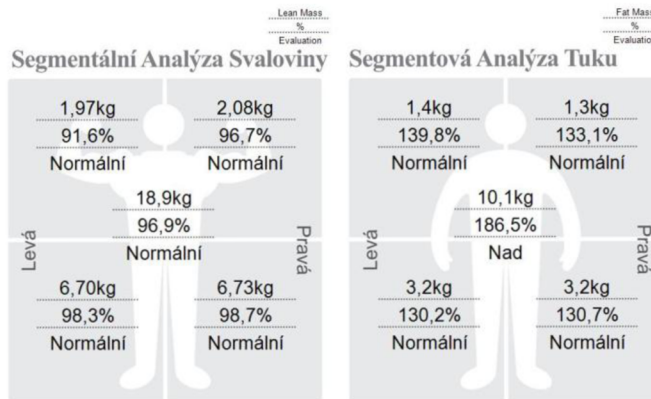 Lean Mass
%
Evaluation
Segmentální Analýza Svaloviny
1,97kg
91,6%
Normální
2,08kg
96,7%
Normální
18,9kg
96,9%
Normální
Levá
Pravá
6,70kg
98,3%
Normální
6,73kg
98,7%
Normální
Fat Mass
%
Evaluation
Segmentová Analýza Tuku
1,4kg
139,8%
Normální
1,3kg
133,1%
Normální
10,1kg
186,5%
Nad
Levá
Pravá
3,2kg
130,2%
Normální
3,2kg
130,7%
Normální